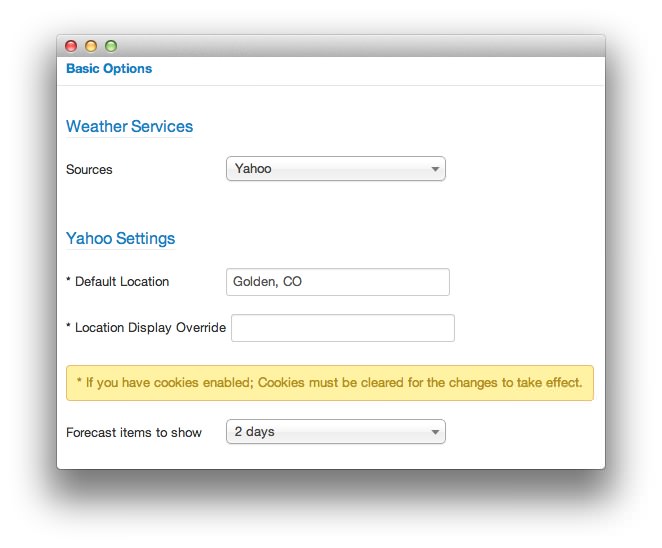 Basic Options
Weather Services
Sources Yahoo
Yahoo Settings
* Default Location Golden, CO
* Location Display Override
* If you have cookies enabled; Cookies must be cleared for the changes to take effect.
Forecast items to show 2 days